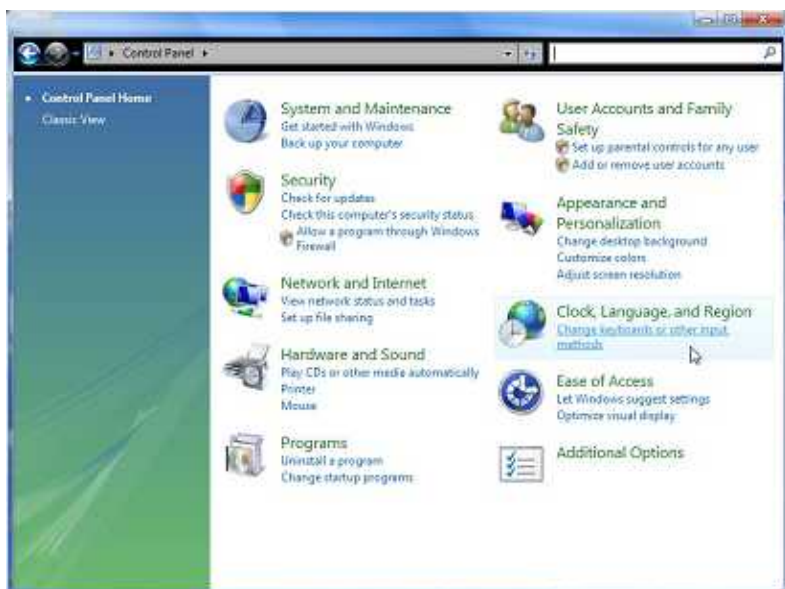 Control Panel
Control Panel Home
Classic View
System and Maintenance
Get started with Windows
Back up your computer
Security
Check for updates
Check this computer's security status
Allow a program through Windows
Firewall
Network and Internet
View network status and tasks
Set up file sharing
Hardware and Sound
Play CDs or other media automatically
Printer
Mouse
Programs
Uninstall a program
Change startup programs
User Accounts and Family
Safety
Set up parental controls for any user
Add or remove user accounts
Appearance and
Personalization
Change desktop background
Customize colors
Adjust screen resolution
Clock, Language, and Region
Change keyboards or other input
methods
Ease of Access
Let Windows suggest settings
Optimize visual display
Additional Options